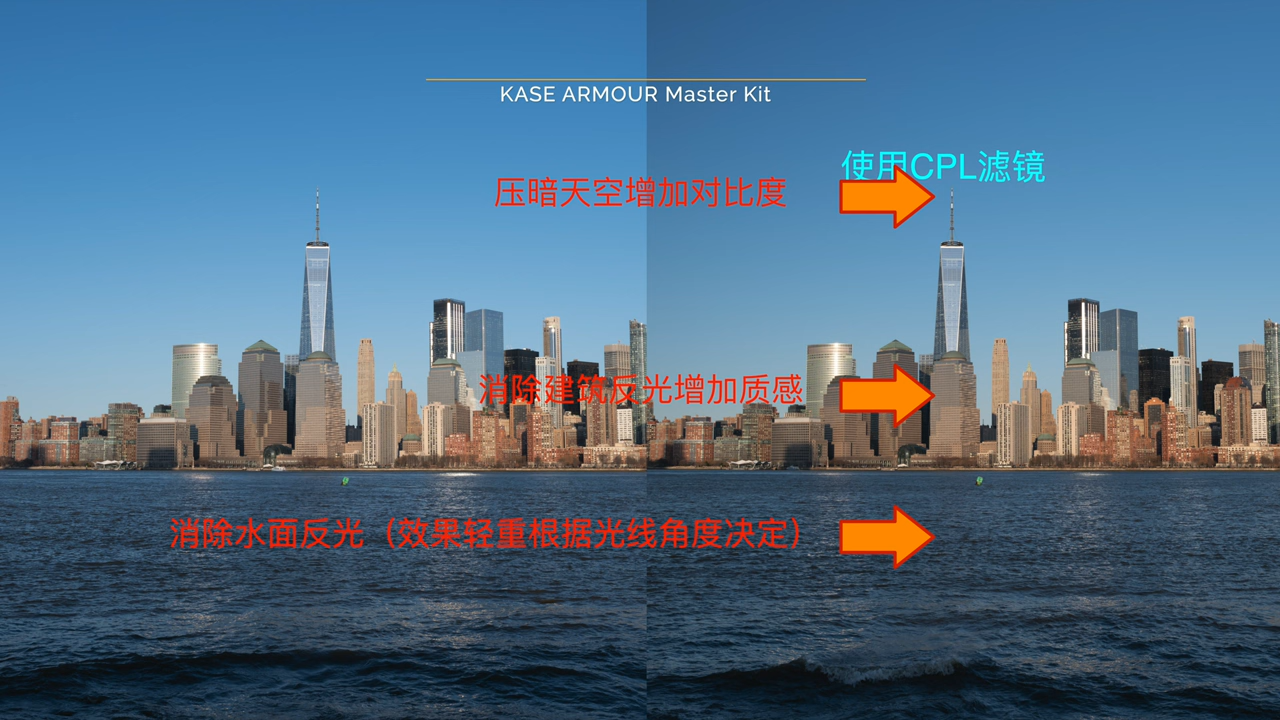 KASE ARMOUR Master Kit
使用CPL滤镜
压暗天空增加对比度
消除建筑反光增加质感
消除水面反光（效果轻重根据光线角度决定）